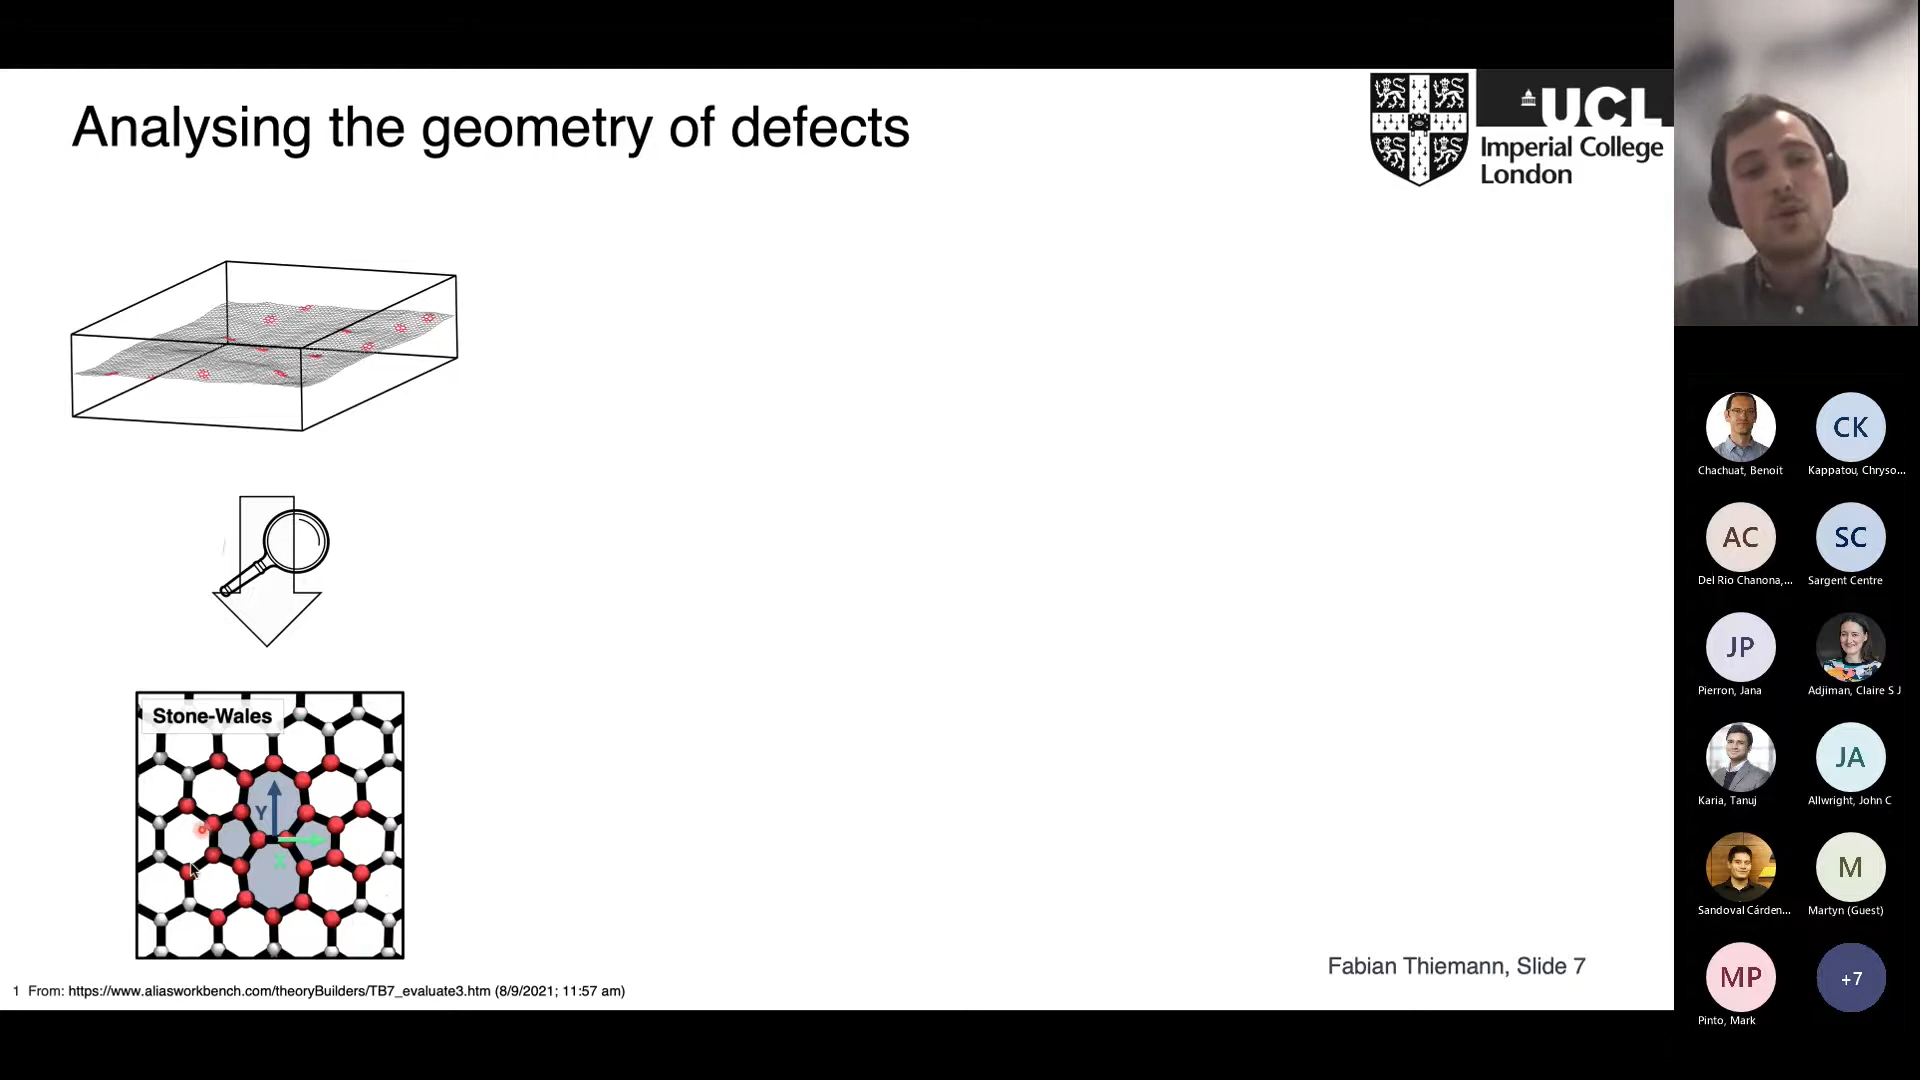 Analysing the geometry of defects
UCL
Imperial College
London
Stone-Wales
Y
X
Fabian Thiemann, Slide 7
1 From: https://www.aliasworkbench.com/theoryBuilders/TB7_evaluate3.htm (8/9/2021; 11:57 am)
Chachuat, Benoit
CK
Kappatou, Chryso...
AC
Del Rio Chanona,...
SC
Sargent Centre
JP
Pierron, Jana
Adjiman, Claire S J
Karia, Tanuj
JA
Allwright, John C
Sandoval Cárden...
M
Martyn (Guest)
MP
Pinto, Mark
+7